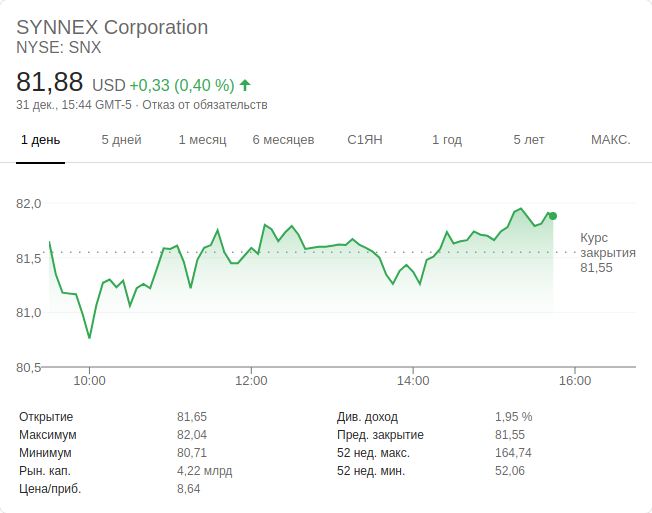 SYNNEX Corporation
NYSE: SNX
81,88 USD +0,33 (0,40 %)
31 дек., 15:44 GMT-5 · Отказ от обязательств
1 день 5 дней 1 месяц 6 месяцев С1ЯН 1 год 5 лет МАКС.
82,0
81,5
81,0
80,5
Курс
закрытия
81,55
10:00 12:00 14:00 16:00
Открытие 81,65 Див. доход 1,95 %
Максимум 82,04 Пред. закрытие 81,55
Минимум 80,71 52 нед. макс. 164,74
Рын. кап. 4,22 млрд 52 нед. мин. 52,06
Цена/приб. 8,64